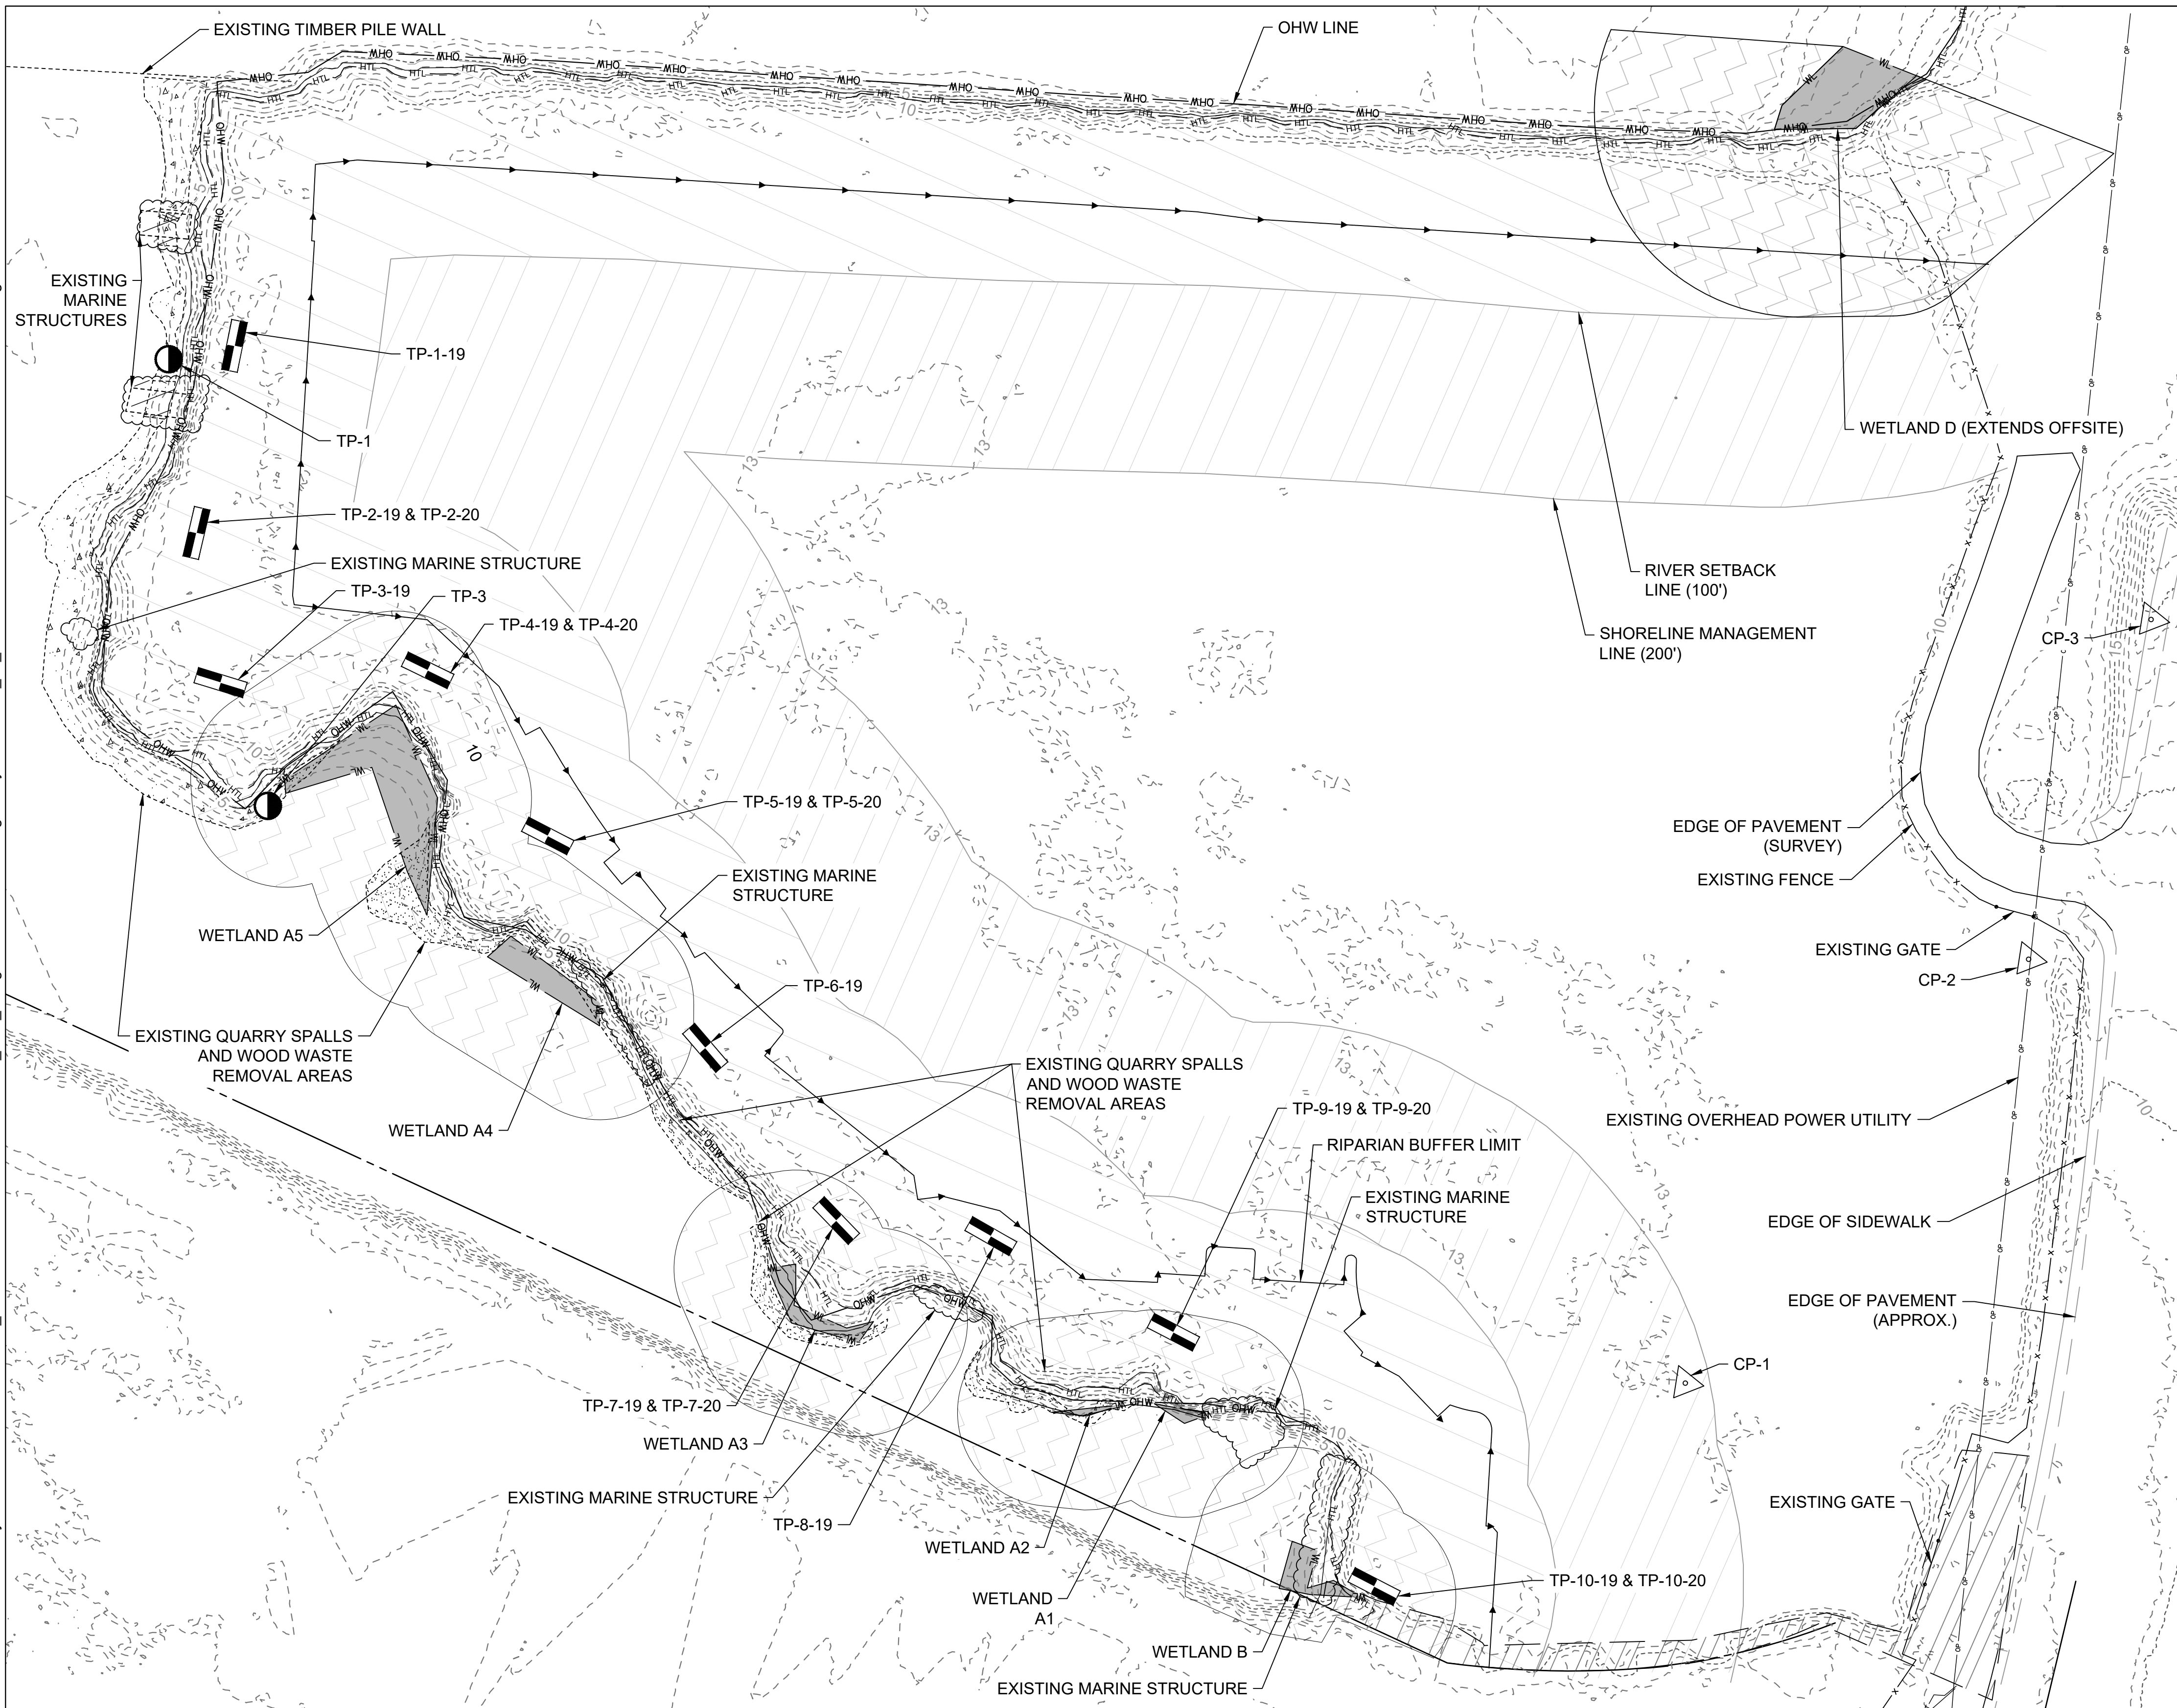 EXISTING TIMBER PILE WALL
OHW LINE
EXISTING
MARINE
STRUCTURES
TP-1-19
TP-1
WETLAND D (EXTENDS OFFSITE)
TP-2-19 & TP-2-20
EXISTING MARINE STRUCTURE
TP-3-19
TP-3
TP-4-19 & TP-4-20
RIVER SETBACK
LINE (100')
SHORELINE MANAGEMENT
LINE (200')
CP-3
10
TP-5-19 & TP-5-20
EDGE OF PAVEMENT
(SURVEY)
EXISTING MARINE
STRUCTURE
EXISTING FENCE
WETLAND A5
EXISTING GATE
CP-2
TP-6-19
EXISTING QUARRY SPALLS
AND WOOD WASTE
REMOVAL AREAS
EXISTING QUARRY SPALLS
AND WOOD WASTE
REMOVAL AREAS
TP-9-19 & TP-9-20
EXISTING OVERHEAD POWER UTILITY
WETLAND A4
RIPARIAN BUFFER LIMIT
EXISTING MARINE
STRUCTURE
EDGE OF SIDEWALK
EDGE OF PAVEMENT
(APPROX.)
CP-1
TP-7-19 & TP-7-20
WETLAND A3
EXISTING MARINE STRUCTURE
TP-8-19
EXISTING GATE
WETLAND A2
TP-10-19 & TP-10-20
WETLAND
A1
WETLAND B
EXISTING MARINE STRUCTURE
OHW
HTL
WL
5
10
13
15